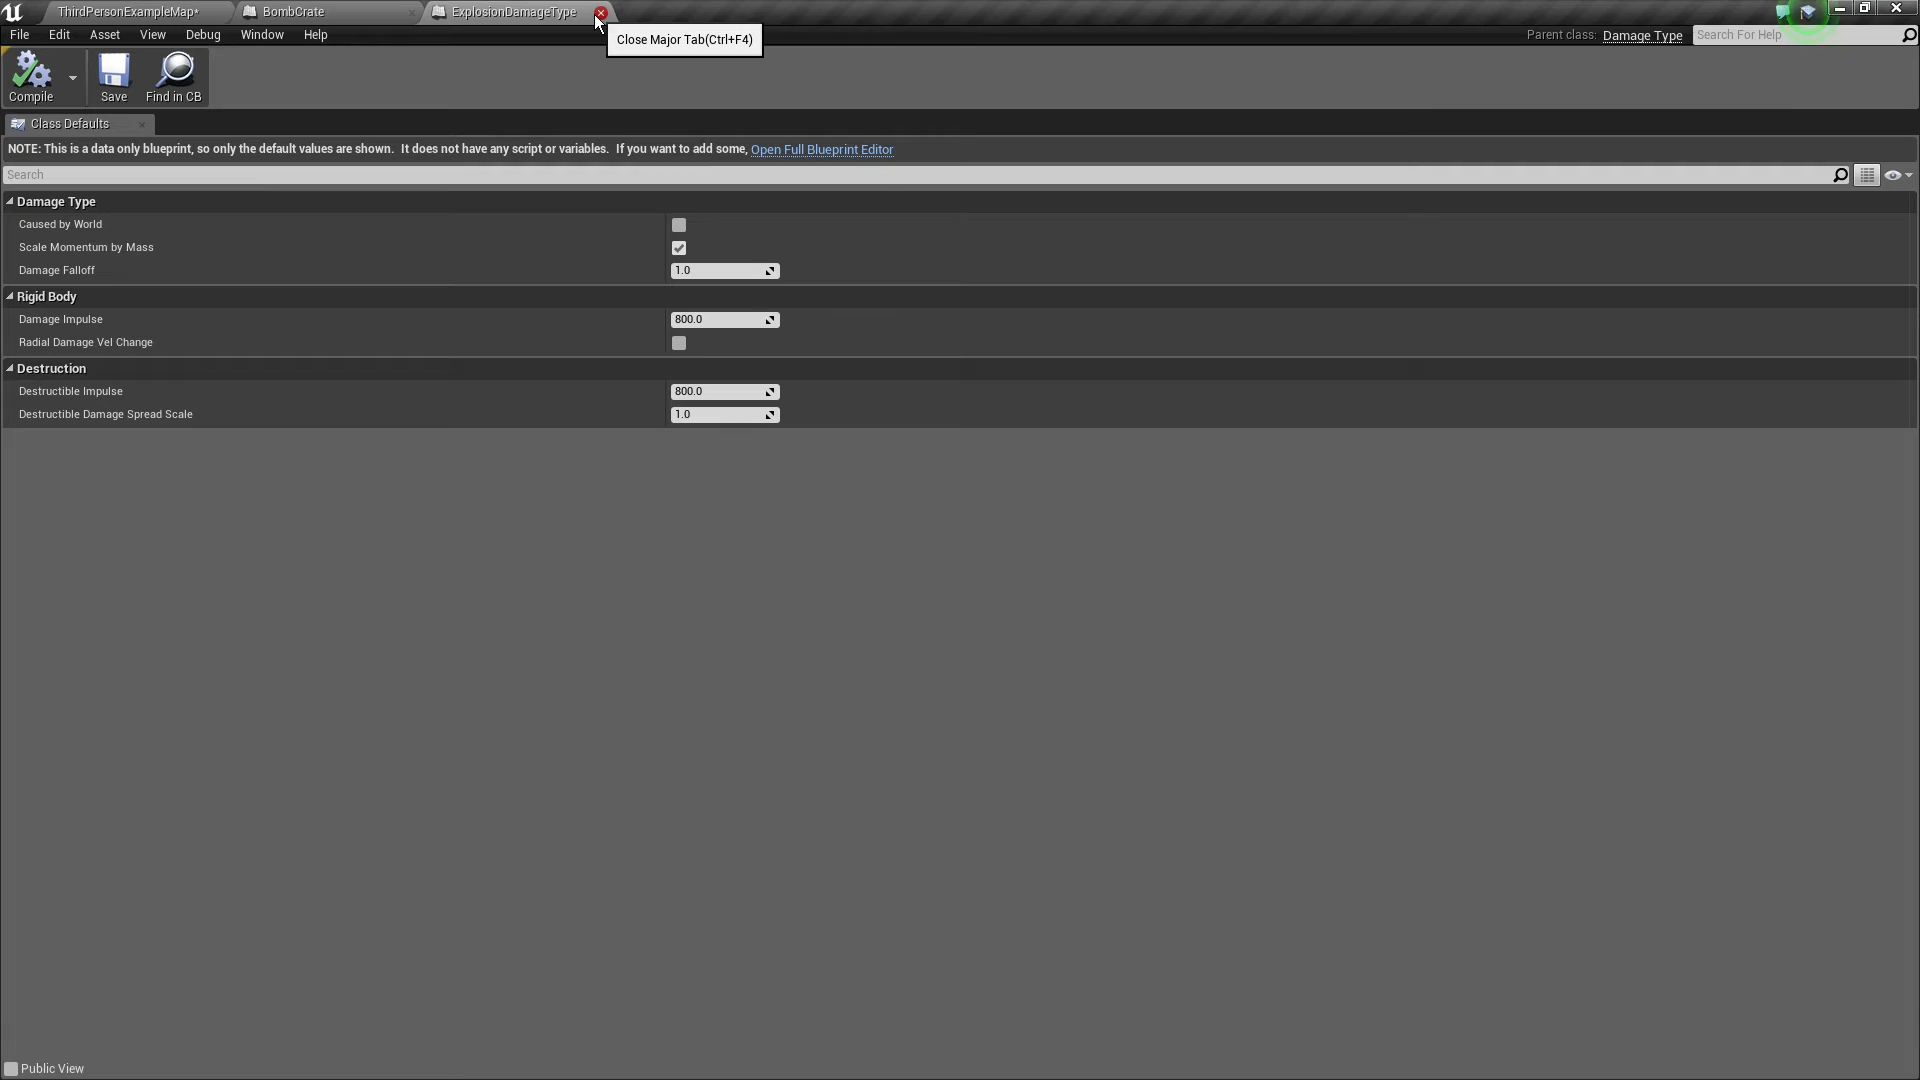 ThirdPersonExampleMap*
BombCrate
ExplosionDamageType
File Edit Asset View Debug Window Help
Close Major Tab(Ctrl+F4)
Parent class: Damage Type
Search For Help
Compile
Save
Find in CB
Class Defaults
NOTE: This is a data only blueprint, so only the default values are shown.  It does not have any script or variables.  If you want to add some, Open Full Blueprint Editor
Search
Damage Type
Caused by World
Scale Momentum by Mass
Damage Falloff 1.0
Rigid Body
Damage Impulse 800.0
Radial Damage Vel Change
Destruction
Destructible Impulse 800.0
Destructible Damage Spread Scale 1.0
Public View